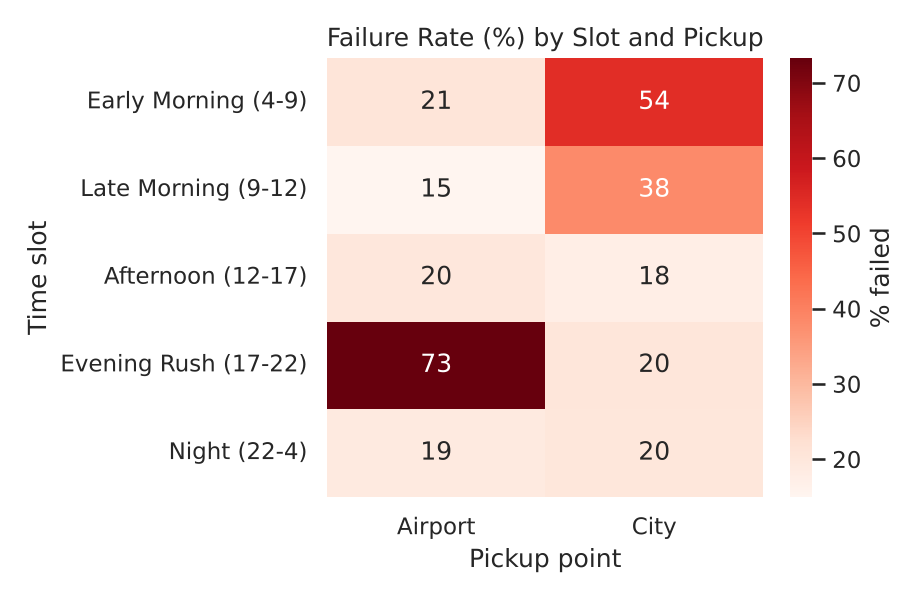 Failure Rate (%) by Slot and Pickup
Early Morning (4-9) 21 54
Late Morning (9-12) 15 38
Afternoon (12-17) 20 18
Evening Rush (17-22) 73 20
Night (22-4) 19 20
Airport City
Pickup point
Time slot
70
60
50
40
30
20
% failed